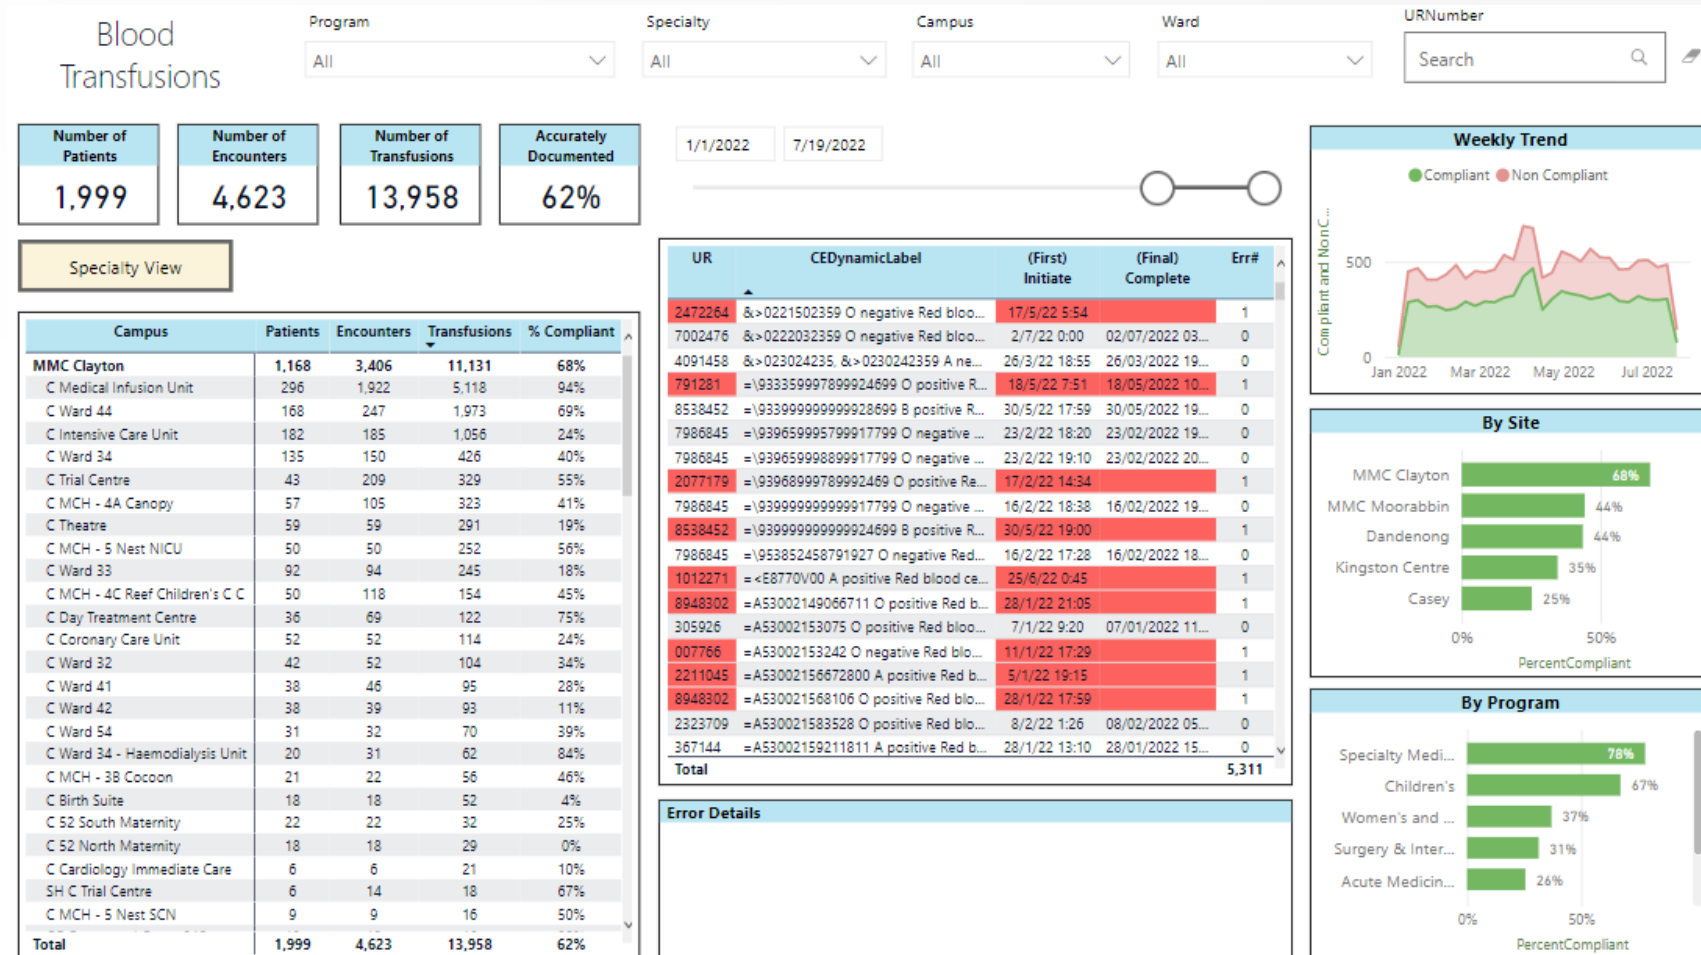 Blood
Transfusions
Program
All
Specialty
All
Campus
All
Ward
All
URNumber
Search
Number of
Patients
1,999
Number of
Encounters
4,623
Number of
Transfusions
13,958
Accurately
Documented
62%
1/1/2022 7/19/2022
Specialty View
Campus Patients Encounters Transfusions % Compliant
MMC Clayton 1,168 3,406 11,131 68%
C Medical Infusion Unit 296 1,922 5,118 94%
C Ward 44 168 247 1,973 69%
C Intensive Care Unit 182 185 1,056 24%
C Ward 34 135 150 426 40%
C Trial Centre 43 209 329 55%
C MCH - 4A Canopy 57 105 323 41%
C Theatre 59 59 291 19%
C MCH - 5 Nest NICU 50 50 252 56%
C Ward 33 92 94 245 18%
C MCH - 4C Reef Children's C C 50 118 154 45%
C Day Treatment Centre 36 69 122 75%
C Coronary Care Unit 52 52 114 24%
C Ward 32 42 52 104 34%
C Ward 41 38 46 95 28%
C Ward 42 38 39 93 11%
C Ward 54 31 32 70 39%
C Ward 34 - Haemodialysis Unit 20 31 62 84%
C MCH - 3B Cocoon 21 22 56 46%
C Birth Suite 18 18 52 4%
C 52 South Maternity 22 22 32 25%
C 52 North Maternity 18 18 29 0%
C Cardiology Immediate Care 6 6 21 10%
SH C Trial Centre 6 14 18 67%
C MCH - 5 Nest SCN 9 9 16 50%
Total 1,999 4,623 13,958 62%
UR CEDynamicLabel (First) Initiate (Final) Complete Err#
2472264 &>0221502359 O negative Red bloo... 17/5/22 5:54 1
7002476 &>0222032359 O negative Red bloo... 2/7/22 0:00 02/07/2022 03... 0
4091458 &>023024235, &>0230242359 A ne... 26/3/22 18:55 26/03/2022 19... 0
791281 =\933359997899924699 O positive R... 18/5/22 7:51 18/05/2022 10... 1
8538452 =\933999999999928699 B positive R... 30/5/22 17:59 30/05/2022 19... 0
7986845 =\939659995799917799 O negative ... 23/2/22 18:20 23/02/2022 19... 0
7986845 =\939659998899917799 O negative ... 23/2/22 19:10 23/02/2022 20... 0
2077179 =\93968999789992469 O positive Re... 17/2/22 14:34 1
7986845 =\939999999999917799 O negative ... 16/2/22 18:38 16/02/2022 19... 0
8538452 =\939999999999924699 B positive R... 30/5/22 19:00 1
7986845 =\953852458791927 O negative Red... 16/2/22 17:28 16/02/2022 18... 0
1012271 =<E8770V00 A positive Red blood ce... 25/6/22 0:45 1
8948302 =A53002149066711 O positive Red b... 28/1/22 21:05 1
305926 =A53002153075 O positive Red bloo... 7/1/22 9:20 07/01/2022 11... 0
007766 =A53002153242 O negative Red blo... 11/1/22 17:29 1
2211045 =A53002156672800 A positive Red b... 5/1/22 19:15 1
8948302 =A530021568106 O positive Red blo... 28/1/22 17:59 1
2323709 =A530021583528 O positive Red blo... 8/2/22 1:26 08/02/2022 05... 0
367144 =A53002159211811 A positive Red b... 28/1/22 13:10 28/01/2022 15... 0
Total 5,311
Error Details
Weekly Trend
Compliant Non Compliant
Compliant and NonC...
500
0
Jan 2022 Mar 2022 May 2022 Jul 2022
By Site
MMC Clayton 68%
MMC Moorabbin 44%
Dandenong 44%
Kingston Centre 35%
Casey 25%
0% 50%
PercentCompliant
By Program
Specialty Medi... 78%
Children's 67%
Women's and ... 37%
Surgery & Inter... 31%
Acute Medicin... 26%
0% 50%
PercentCompliant